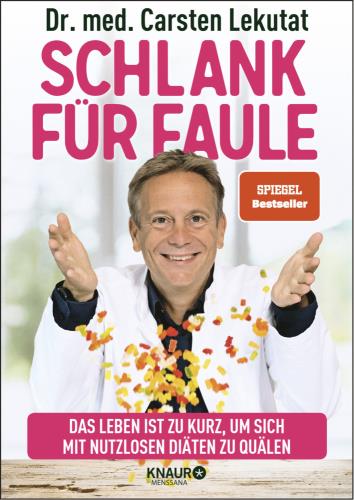 Dr. med. Carsten Lekutat
SCHLANK
FÜR FAULE
SPIEGEL
Bestseller
DAS LEBEN IST ZU KURZ, UM SICH
MIT NUTZLOSEN DIÄTEN ZU QUÄLEN
KNAUR
MENSSANA